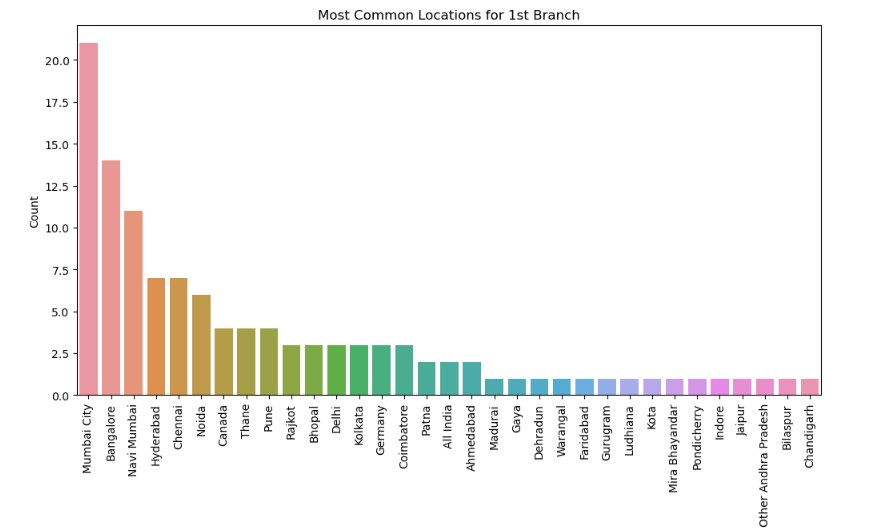 Most Common Locations for 1st Branch
Count
20.0
17.5
15.0
12.5
10.0
7.5
5.0
2.5
0.0
Mumbai City
Bangalore
Navi Mumbai
Hyderabad
Chennai
Noida
Canada
Thane
Pune
Rajkot
Bhopal
Delhi
Kolkata
Germany
Coimbatore
Patna
All India
Ahmedabad
Madurai
Gaya
Dehradun
Warangal
Faridabad
Gurugram
Ludhiana
Kota
Mira Bhayandar
Pondicherry
Indore
Jaipur
Other Andhra Pradesh
Bilaspur
Chandigarh